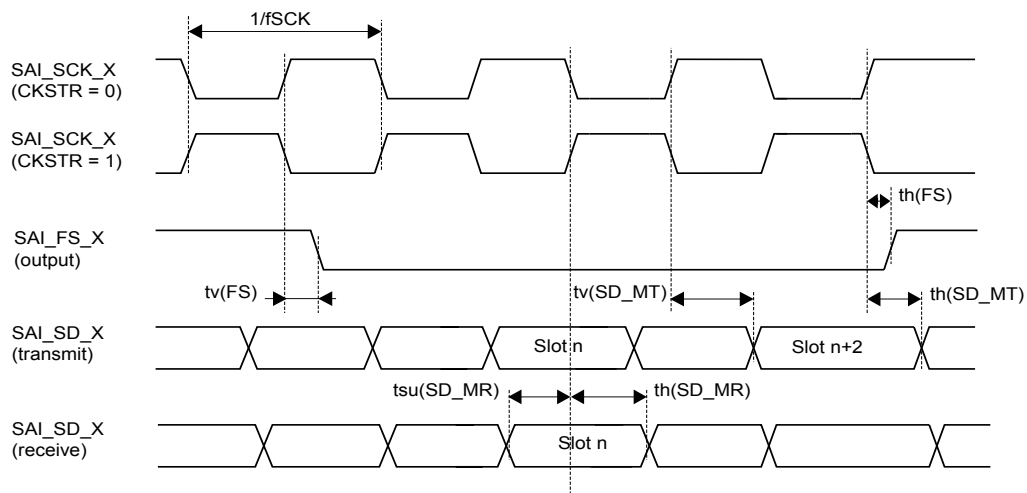 1/fSCK
SAI_SCK_X
(CKSTR = 0)
SAI_SCK_X
(CKSTR = 1)
th(FS)
SAI_FS_X
(output)
tv(FS)
tv(SD_MT)
th(SD_MT)
SAI_SD_X
(transmit)
Slot n
Slot n+2
tsu(SD_MR)
th(SD_MR)
SAI_SD_X
(receive)
Slot n